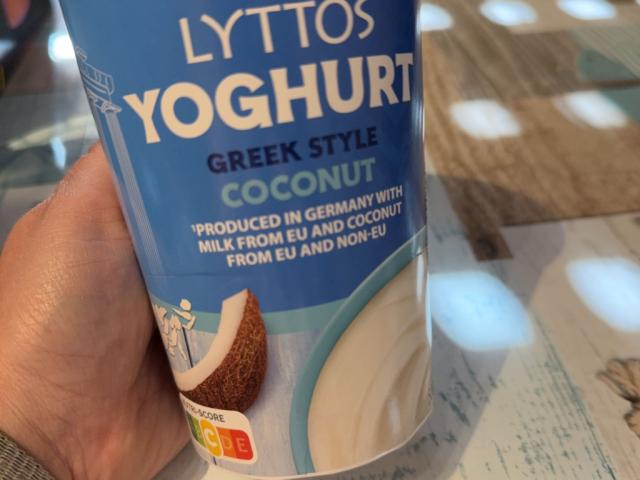 LYTTOS
YOGHURT
GREEK STYLE
COCONUT
¹PRODUCED IN GERMANY WITH
MILK FROM EU AND COCONUT
FROM EU AND NON-EU
NUTRI-SCORE
C D E